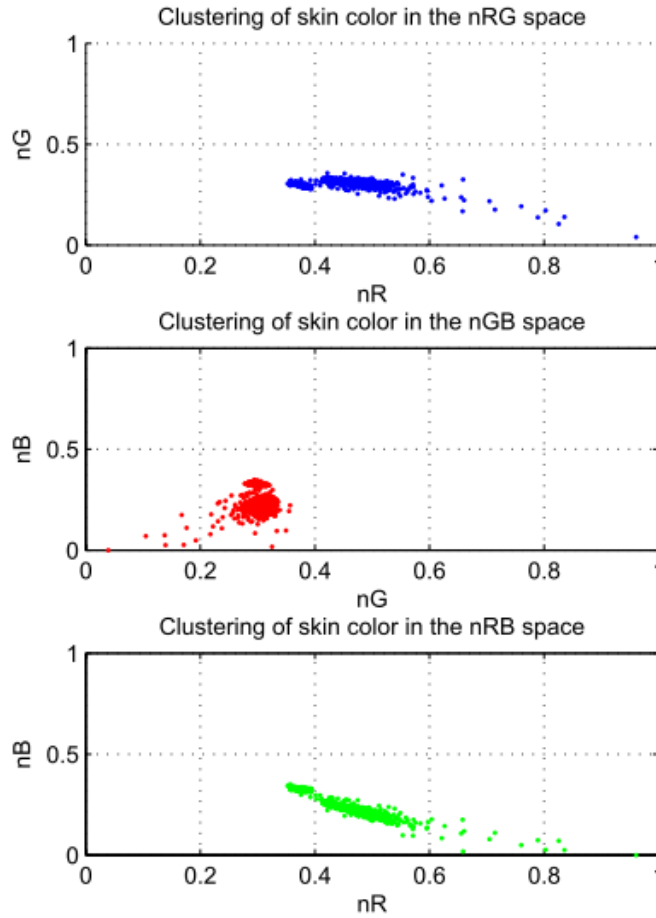 Clustering of skin color in the nRG space
1
0.5
0
nG
0 0.2 0.4 0.6 0.8 1
nR
Clustering of skin color in the nGB space
1
0.5
0
nB
0 0.2 0.4 0.6 0.8 1
nG
Clustering of skin color in the nRB space
1
0.5
0
nB
0 0.2 0.4 0.6 0.8 1
nR